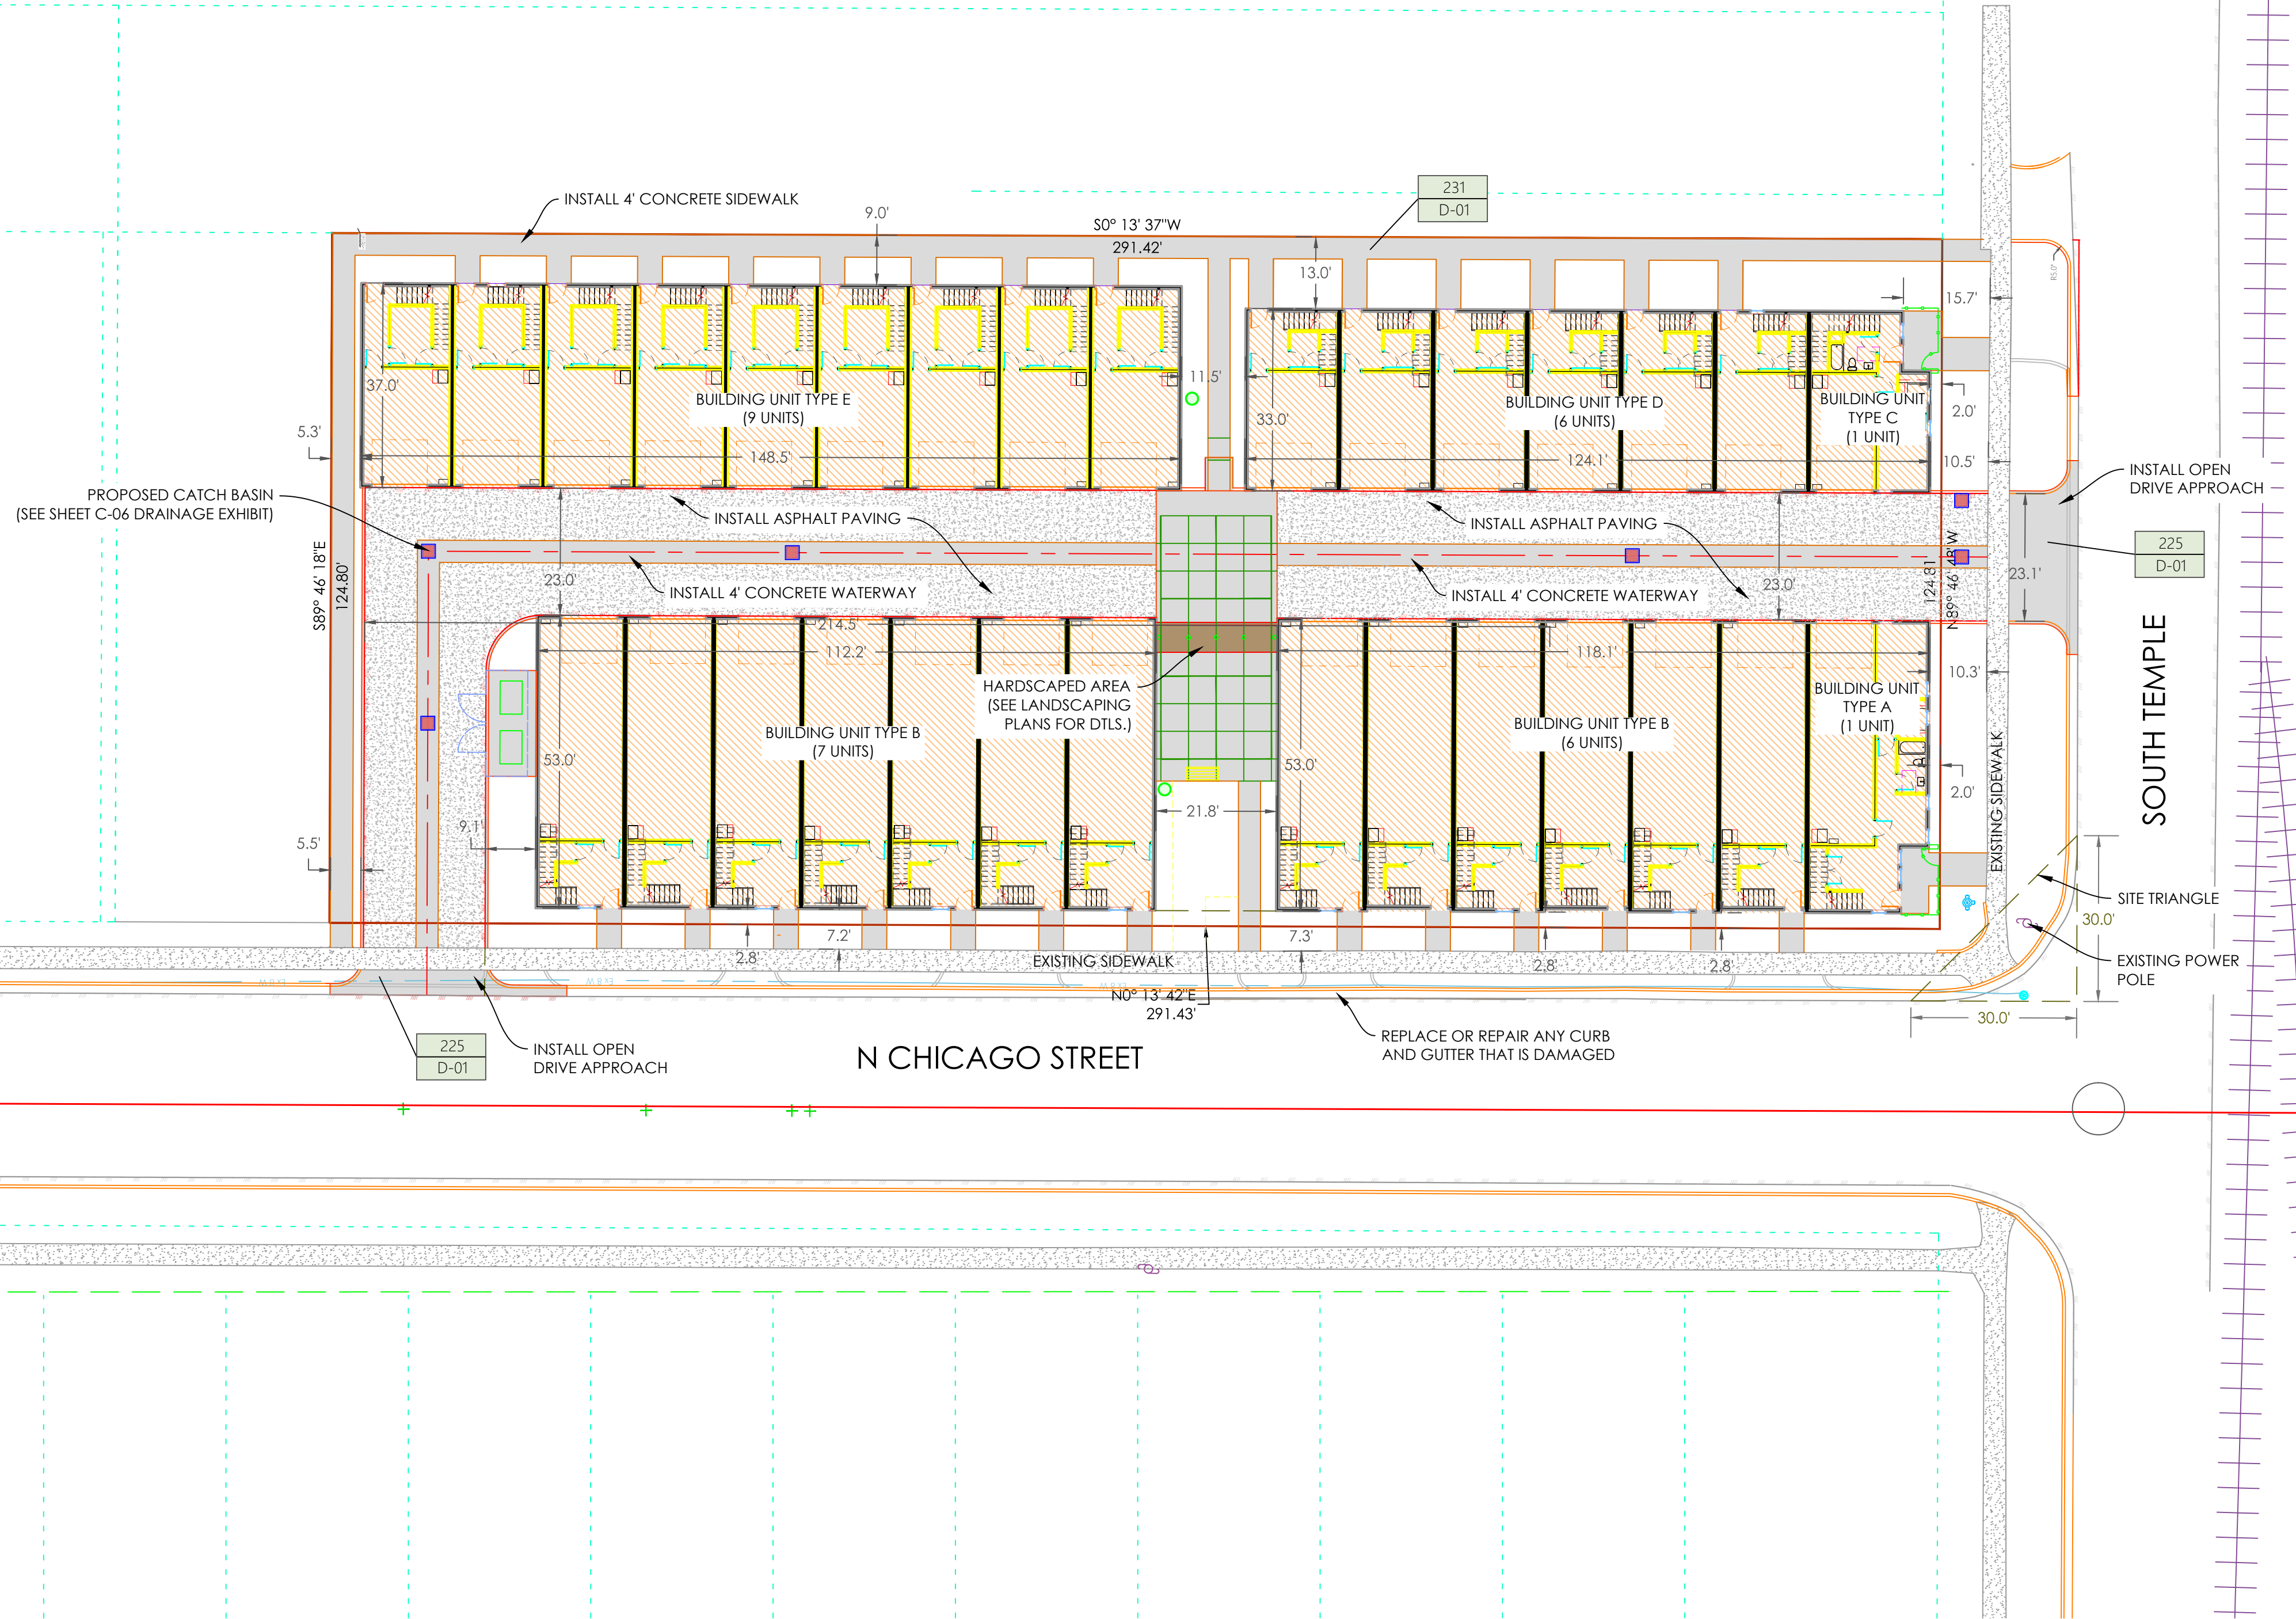 INSTALL 4' CONCRETE SIDEWALK
9.0'
S0° 13' 37"W
291.42'
231
D-01
13.0'
15.7'
R5.0'
37.0'
11.5'
33.0'
BUILDING UNIT TYPE E
(9 UNITS)
BUILDING UNIT TYPE D
(6 UNITS)
BUILDING UNIT
TYPE C
(1 UNIT)
2.0'
5.3'
148.5'
124.1'
10.5'
INSTALL OPEN
DRIVE APPROACH
PROPOSED CATCH BASIN
(SEE SHEET C-06 DRAINAGE EXHIBIT)
INSTALL ASPHALT PAVING
INSTALL ASPHALT PAVING
225
D-01
S89° 46' 18"E
124.80'
23.0'
INSTALL 4' CONCRETE WATERWAY
INSTALL 4' CONCRETE WATERWAY
23.0'
124.81'
N89° 46' 48" W
23.1'
214.5'
112.2'
118.1'
10.3'
HARDSCAPED AREA
(SEE LANDSCAPING
PLANS FOR DTLS.)
BUILDING UNIT
TYPE A
(1 UNIT)
BUILDING UNIT TYPE B
(7 UNITS)
BUILDING UNIT TYPE B
(6 UNITS)
53.0'
53.0'
21.8'
2.0'
EXISTING SIDEWALK
SOUTH TEMPLE
9.1'
5.5'
SITE TRIANGLE
30.0'
7.2'
7.3'
2.8'
2.8'
2.8'
EXISTING SIDEWALK
EXISTING POWER
POLE
EX8 W
EX8 W
EX8 W
N0° 13' 42"E
291.43'
30.0'
225
D-01
INSTALL OPEN
DRIVE APPROACH
N CHICAGO STREET
REPLACE OR REPAIR ANY CURB
AND GUTTER THAT IS DAMAGED